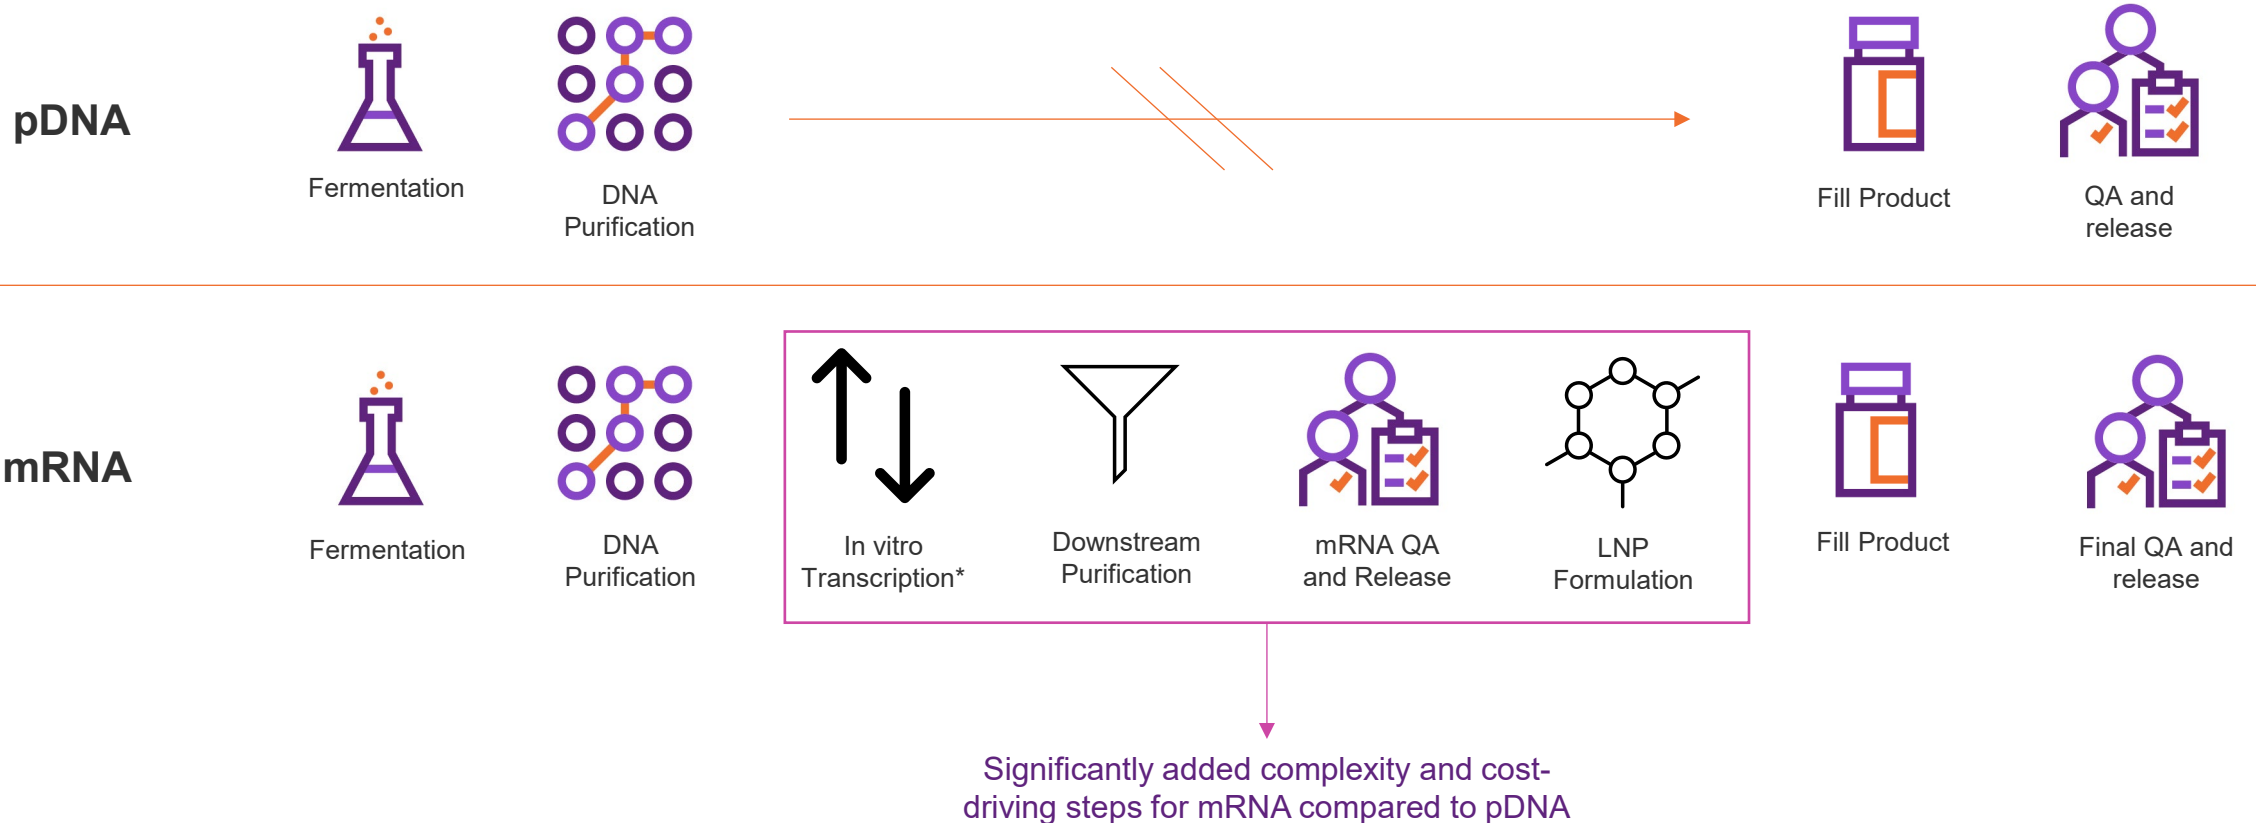 pDNA
Fermentation
DNA
Purification
Fill Product
QA and
release
mRNA
Fermentation
DNA
Purification
In vitro
Transcription*
Downstream
Purification
mRNA QA
and Release
LNP
Formulation
Fill Product
Final QA and
release
Significantly added complexity and cost-
driving steps for mRNA compared to pDNA